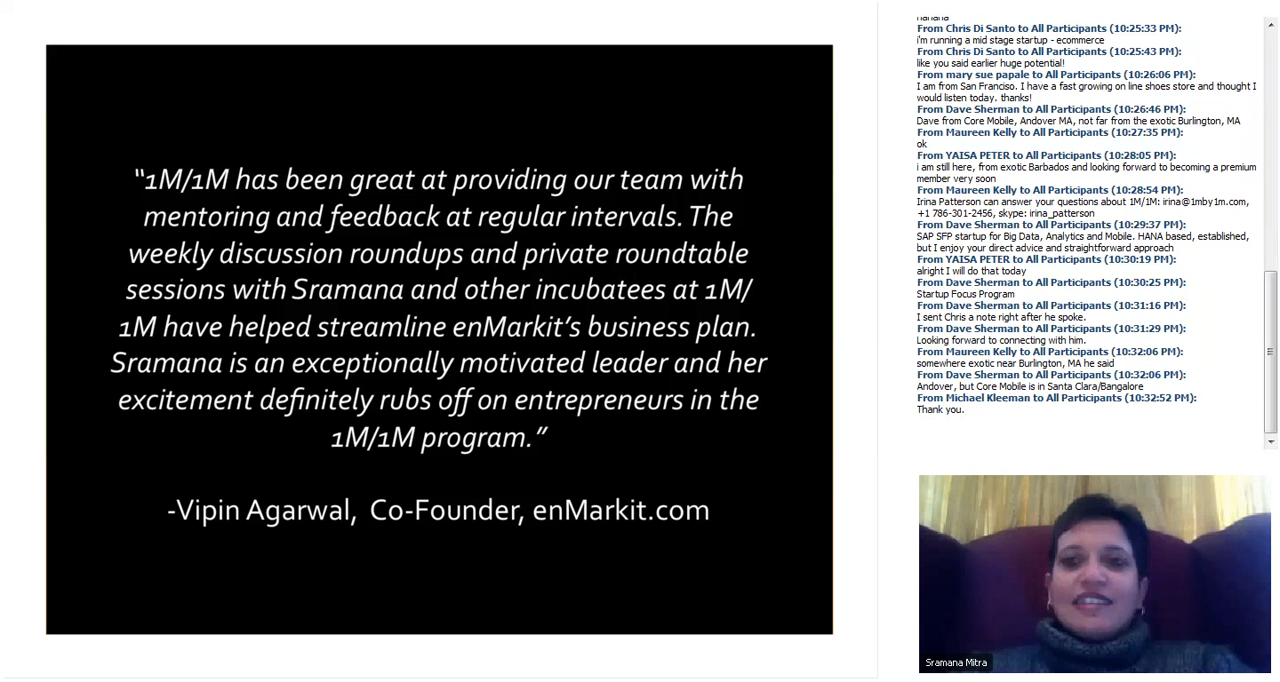 “1M/1M has been great at providing our team with
mentoring and feedback at regular intervals. The
weekly discussion roundups and private roundtable
sessions with Sramana and other incubatees at 1M/
1M have helped streamline enMarkit’s business plan.
Sramana is an exceptionally motivated leader and her
excitement definitely rubs off on entrepreneurs in the
1M/1M program.”
-Vipin Agarwal, Co-Founder, enMarkit.com
From Chris Di Santo to All Participants (10:25:33 PM):
i'm running a mid stage startup - ecommerce
From Chris Di Santo to All Participants (10:25:43 PM):
like you said earlier huge potential!
From mary sue papale to All Participants (10:26:06 PM):
I am from San Franciso. I have a fast growing on line shoes store and thought I
would listen today. thanks!
From Dave Sherman to All Participants (10:26:46 PM):
Dave from Core Mobile, Andover MA, not far from the exotic Burlington, MA
From Maureen Kelly to All Participants (10:27:35 PM):
ok
From YAISA PETER to All Participants (10:28:05 PM):
i am still here, from exotic Barbados and looking forward to becoming a premium
member very soon
From Maureen Kelly to All Participants (10:28:54 PM):
Irina Patterson can answer your questions about 1M/1M: irina@1mby1m.com,
+1 786-301-2456, skype: irina_patterson
From Dave Sherman to All Participants (10:29:37 PM):
SAP SFP startup for Big Data, Analytics and Mobile. HANA based, established,
but I enjoy your direct advice and straightforward approach
From YAISA PETER to All Participants (10:30:19 PM):
alright I will do that today
From Dave Sherman to All Participants (10:30:25 PM):
Startup Focus Program
From Dave Sherman to All Participants (10:31:16 PM):
I sent Chris a note right after he spoke.
From Dave Sherman to All Participants (10:31:29 PM):
Looking forward to connecting with him.
From Maureen Kelly to All Participants (10:32:06 PM):
somewhere exotic near Burlington, MA he said
From Dave Sherman to All Participants (10:32:06 PM):
Andover, but Core Mobile is in Santa Clara/Bangalore
From Michael Kleeman to All Participants (10:32:52 PM):
Thank you.
Sramana Mitra